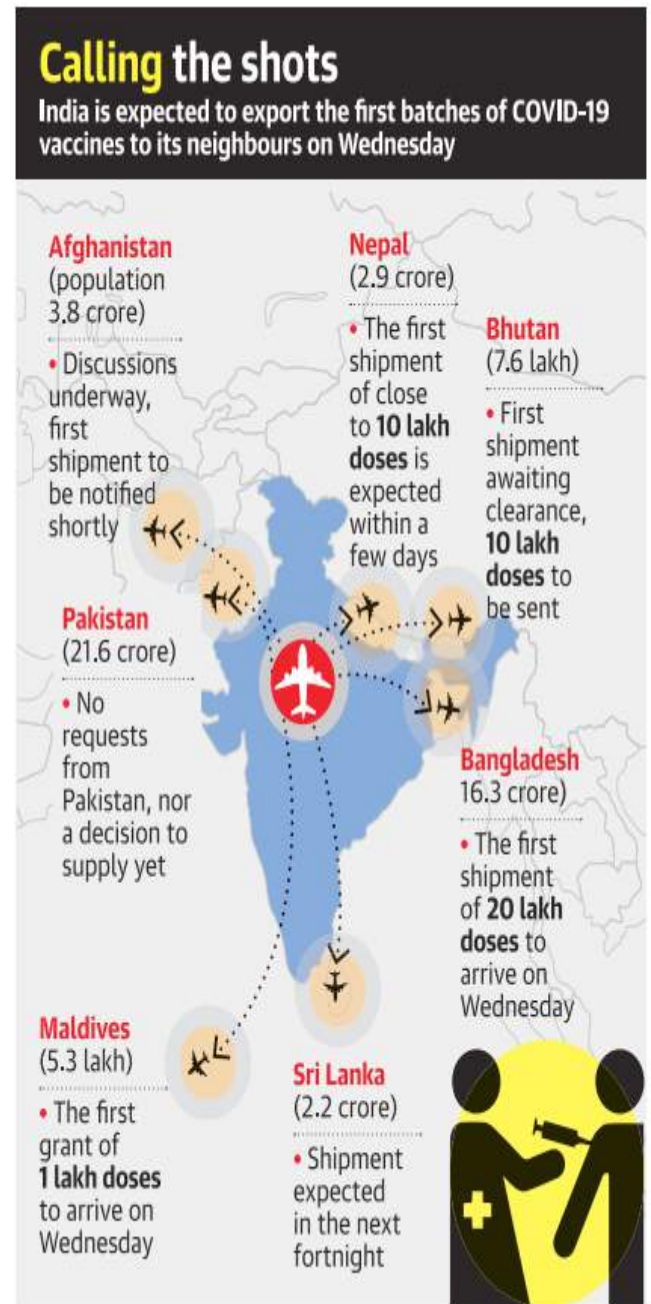 Calling the shots
India is expected to export the first batches of COVID-19
vaccines to its neighbours on Wednesday
Afghanistan
(population
3.8 crore)
• Discussions
underway,
first
shipment to
be notified
shortly
Nepal
(2.9 crore)
• The first
shipment
of close
to 10 lakh
doses is
expected
within a
few days
Bhutan
(7.6 lakh)
• First
shipment
awaiting
clearance,
10 lakh
doses to
be sent
Pakistan
(21.6 crore)
• No
requests
from
Pakistan, nor
a decision to
supply yet
Bangladesh
16.3 crore)
• The first
shipment
of 20 lakh
doses to
arrive on
Wednesday
Maldives
(5.3 lakh)
• The first
grant of
1 lakh doses
to arrive on
Wednesday
Sri Lanka
(2.2 crore)
• Shipment
expected
in the next
fortnight